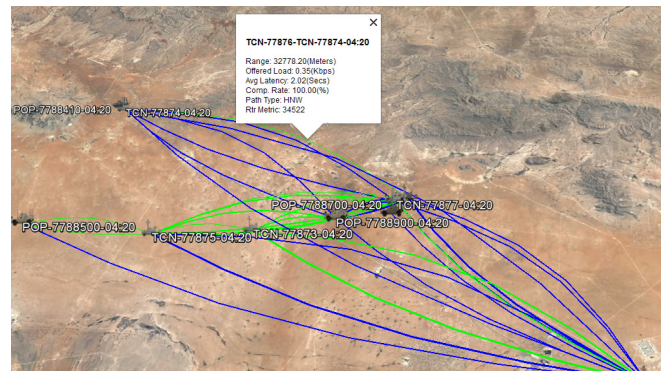 TCN-77876-TCN-77874-04:20
Range: 32778.20(Meters)
Offered Load: 0.35(Kbps)
Avg Latency: 2.02(Secs)
Comp. Rate: 100.00(%)
Path Type: HNW
Rtr Metric: 34522
POP-7788410-04:20
TCN-77874-04:20
POP-7788700-04:20
TCN-77877-04:20
POP-7788500-04:20
POP-7788900-04:20
TCN-77875-04:20
TCN-77873-04:20